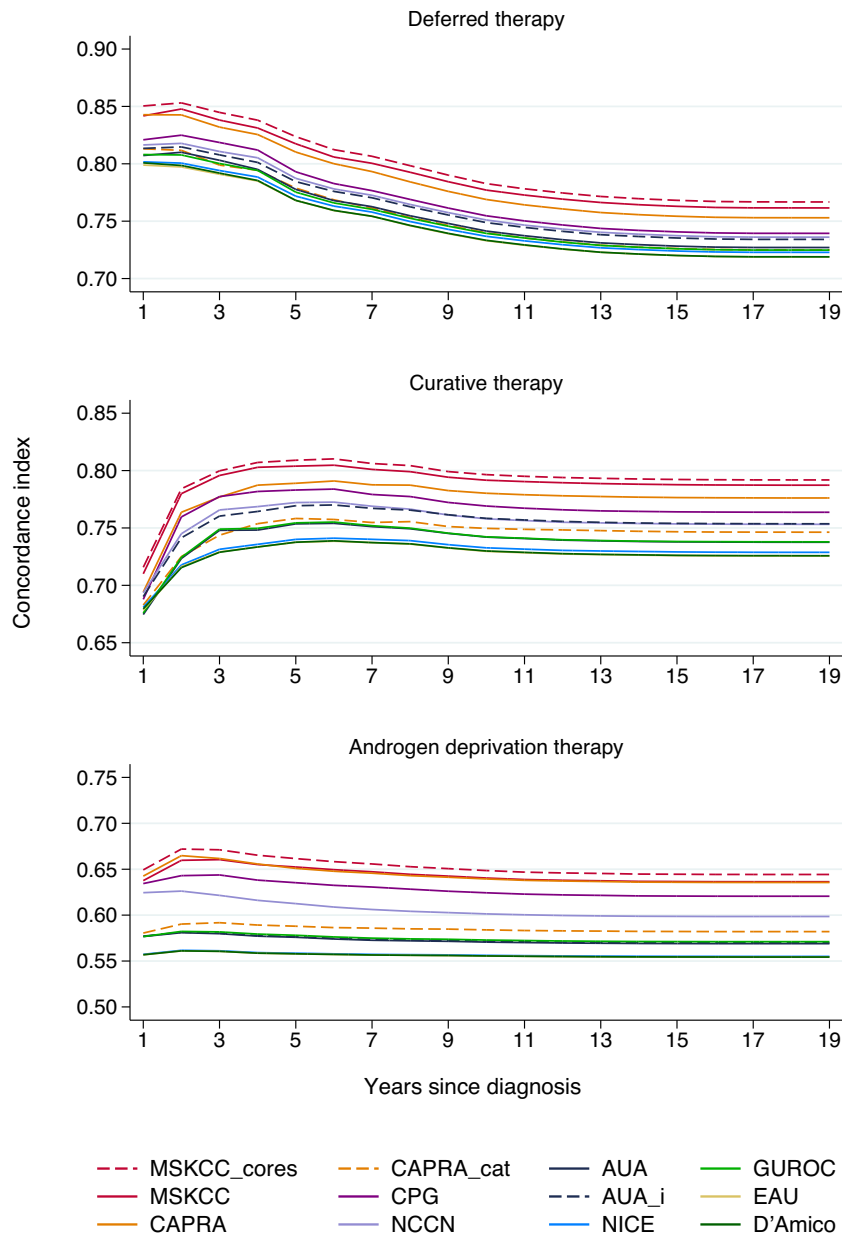 Deferred therapy
0.90
0.85
0.80
0.75
0.70
1 3 5 7 9 11 13 15 17 19
Curative therapy
0.85
0.80
0.75
0.70
0.65
1 3 5 7 9 11 13 15 17 19
Concordance index
Androgen deprivation therapy
0.75
0.70
0.65
0.60
0.55
0.50
1 3 5 7 9 11 13 15 17 19
Years since diagnosis
MSKCC_cores CAPRA_cat AUA GUROC
MSKCC CPG AUA_i EAU
CAPRA NCCN NICE D'Amico